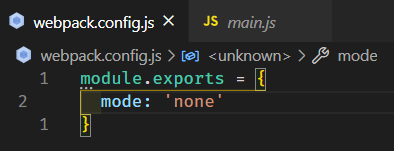 webpack.config.js JS main.js
webpack.config.js > <unknown> > mode
1 module.exports = {
2 mode: 'none'
1 }